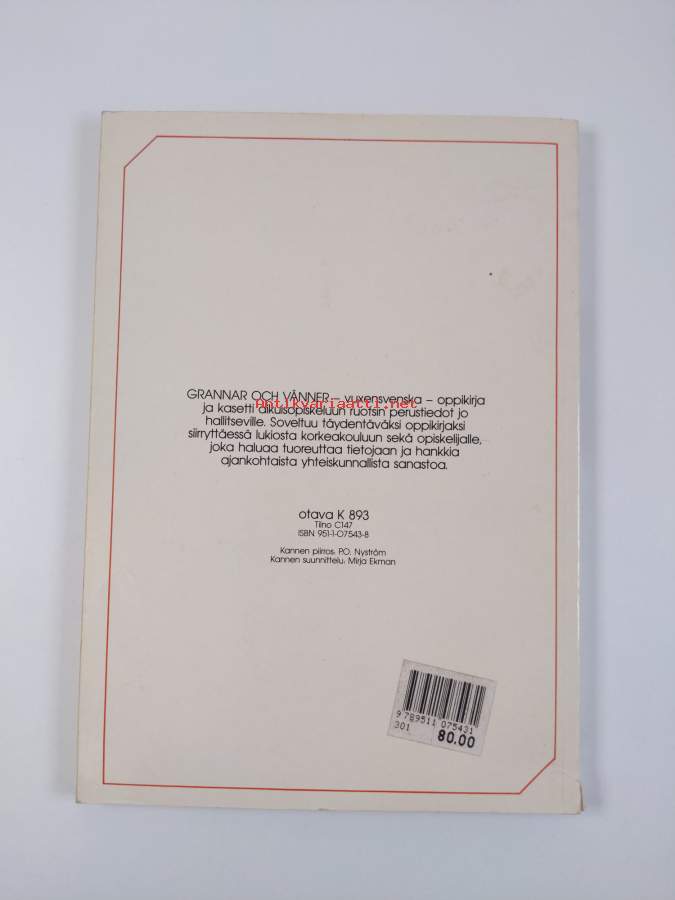 GRANNAR OCH VÄNNER – vuxensvenska – oppikirja
ja kasetti aikuisopiskeluun ruotsin perustiedot jo
hallitseville. Soveltuu täydentäväksi oppikirjaksi
siirryttäessä lukiosta korkeakouluun sekä opiskelijalle,
joka haluaa tuoreuttaa tietojaan ja hankkia
ajankohtaista yhteiskunnallista sanastoa.
Antikvariaatti.net
otava K 893
Tilno C147
ISBN 951-1-07543-8
Kannen piirros, P.O. Nyström
Kannen suunnittelu, Mirja Ekman
9 789511 075431
301 80.00